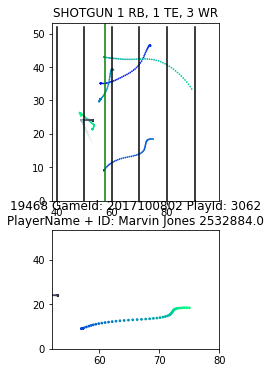 SHOTGUN 1 RB, 1 TE, 3 WR
50
40
30
20
10
0
40 60 80
19468 GameId: 2017100802 PlayId: 3062
PlayerName + ID: Marvin Jones 2532884.0
40
20
0
60 70 80